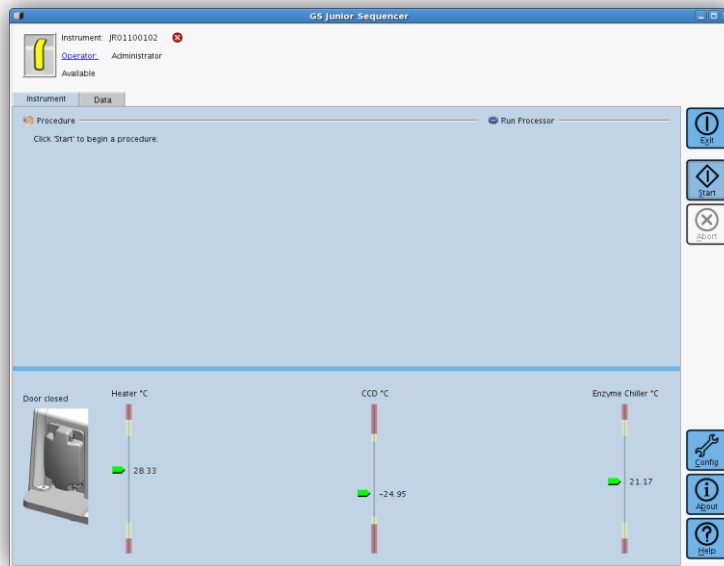 GS Junior Sequencer
Instrument: JR01100102
Operator: Administrator
Available
Instrument Data
Procedure Run Processor
Click 'Start' to begin a procedure.
Exit
Start
Abort
Door closed
Heater °C CCD °C Enzyme Chiller °C
28.33 -24.95 21.17
Config
About
Help